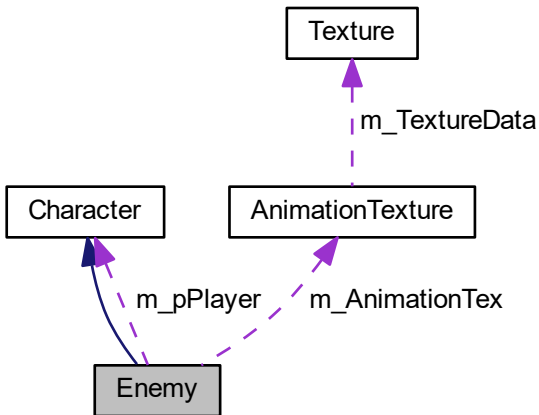 Texture
m_TextureData
Character
AnimationTexture
m_pPlayer
m_AnimationTex
Enemy